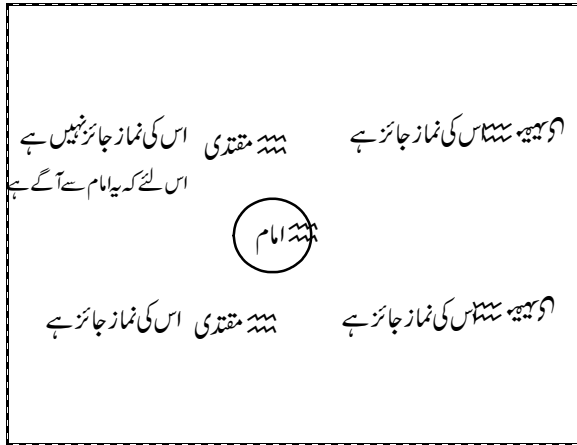 اس کی نماز جائز ہے
مقتدی اس کی نماز جائز نہیں ہے
اس لئے کہ یہ امام سے آگے ہے
امام
اس کی نماز جائز ہے
مقتدی اس کی نماز جائز ہے